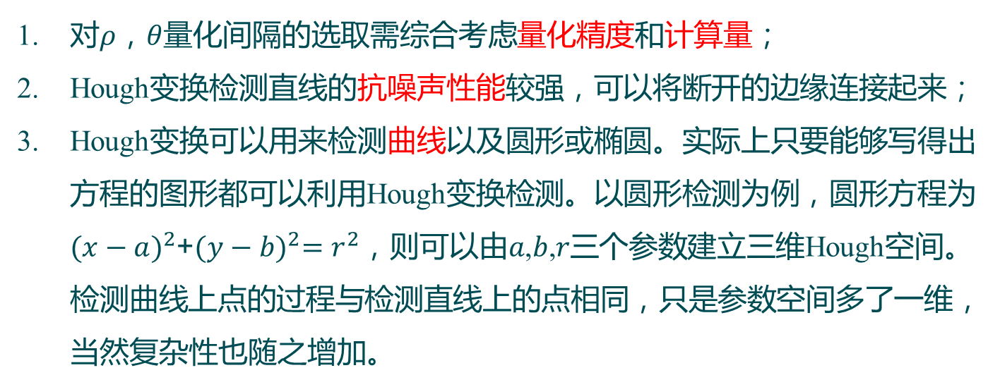 1. 对ρ，θ量化间隔的选取需综合考虑量化精度和计算量；
2. Hough变换检测直线的抗噪声性能较强，可以将断开的边缘连接起来；
3. Hough变换可以用来检测曲线以及圆形或椭圆。实际上只要能够写得出
方程的图形都可以利用Hough变换检测。以圆形检测为例，圆形方程为
(x − a)²+(y − b)²= r²，则可以由a,b,r三个参数建立三维Hough空间。
检测曲线上点的过程与检测直线上的点相同，只是参数空间多了一维，
当然复杂性也随之增加。